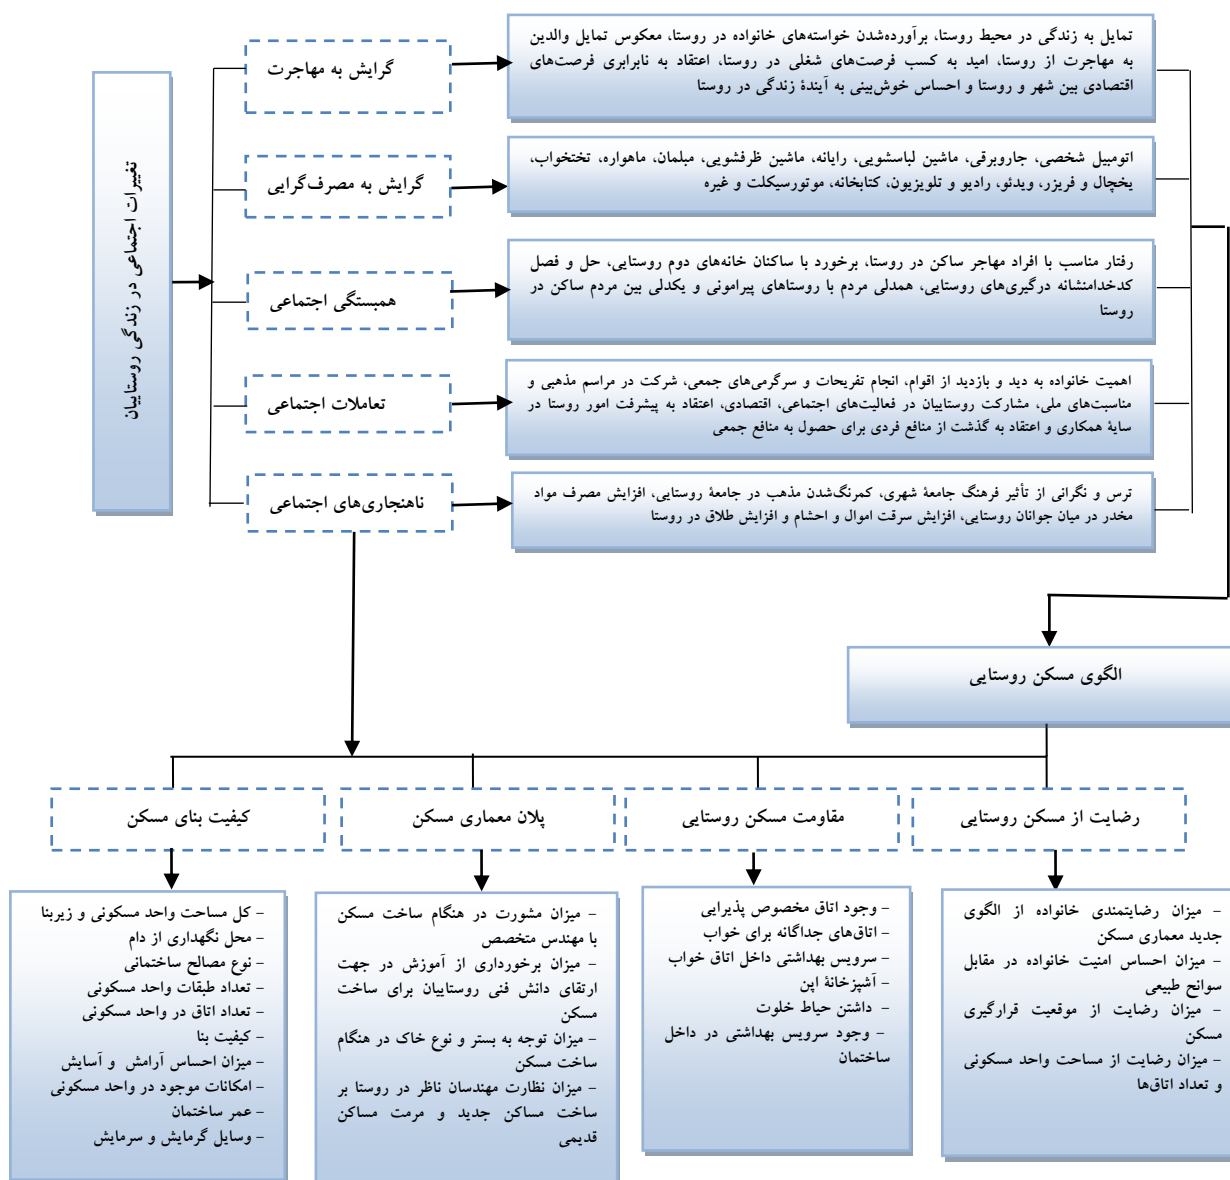 تغییرات اجتماعی در زندگی روستاییان
گرایش به مهاجرت
تمایل به زندگی در محیط روستا، برآورده‌شدن خواسته‌های خانواده در روستا، معکوس تمایل والدین
به مهاجرت از روستا، امید به کسب فرصت‌های شغلی در روستا، اعتقاد به نابرابری فرصت‌های
اقتصادی بین شهر و روستا و احساس خوش‌بینی به آیندۀ زندگی در روستا
گرایش به مصرف‌گرایی
اتومبیل شخصی، جاروبرقی، ماشین لباسشویی، رایانه، ماشین ظرفشویی، مبلمان، ماهواره، تختخواب،
یخچال و فریزر، ویدئو، رادیو و تلویزیون، کتابخانه، موتورسیکلت و غیره
همبستگی اجتماعی
رفتار مناسب با افراد مهاجر ساکن در روستا، برخورد با ساکنان خانه‌های دوم روستایی، حل و فصل
کدخدامنشانه درگیری‌های روستایی، همدلی مردم با روستاهای پیرامونی و یکدلی بین مردم ساکن در
روستا
تعاملات اجتماعی
اهمیت خانواده به دید و بازدید از اقوام، انجام تفریحات و سرگرمی‌های جمعی، شرکت در مراسم مذهبی و
مناسبت‌های ملی، مشارکت روستاییان در فعالیت‌های اجتماعی، اقتصادی، اعتقاد به پیشرفت امور روستا در
سایۀ همکاری و اعتقاد به گذشت از منافع فردی برای حصول به منافع جمعی
ناهنجاری‌های اجتماعی
ترس و نگرانی از تأثیر فرهنگ جامعۀ شهری، کمرنگ‌شدن مذهب در جامعۀ روستایی، افزایش مصرف مواد
مخدر در میان جوانان روستایی، افزایش سرقت اموال و احشام و افزایش طلاق در روستا
الگوی مسکن روستایی
رضایت از مسکن روستایی
– میزان رضایتمندی خانواده از الگوی
جدید معماری مسکن
– میزان احساس امنیت خانواده در مقابل
سوانح طبیعی
– میزان رضایت از موقعیت قرارگیری
مسکن
– میزان رضایت از مساحت واحد مسکونی
و تعداد اتاق‌ها
مقاومت مسکن روستایی
– وجود اتاق مخصوص پذیرایی
– اتاق‌های جداگانه برای خواب
– سرویس بهداشتی داخل اتاق خواب
– آشپزخانۀ اپن
– داشتن حیاط خلوت
– وجود سرویس بهداشتی در داخل
ساختمان
پلان معماری مسکن
– میزان مشورت در هنگام ساخت مسکن
با مهندس متخصص
– میزان برخورداری از آموزش در جهت
ارتقای دانش فنی روستاییان برای ساخت
مسکن
– میزان توجه به بستر و نوع خاک در هنگام
ساخت مسکن
– میزان نظارت مهندسان ناظر در روستا بر
ساخت مساکن جدید و مرمت مساکن
قدیمی
کیفیت بنای مسکن
– کل مساحت واحد مسکونی و زیربنا
– محل نگهداری از دام
– نوع مصالح ساختمانی
– تعداد طبقات واحد مسکونی
– تعداد اتاق در واحد مسکونی
– کیفیت بنا
– میزان احساس آرامش و آسایش
– امکانات موجود در واحد مسکونی
– عمر ساختمان
– وسایل گرمایش و سرمایش